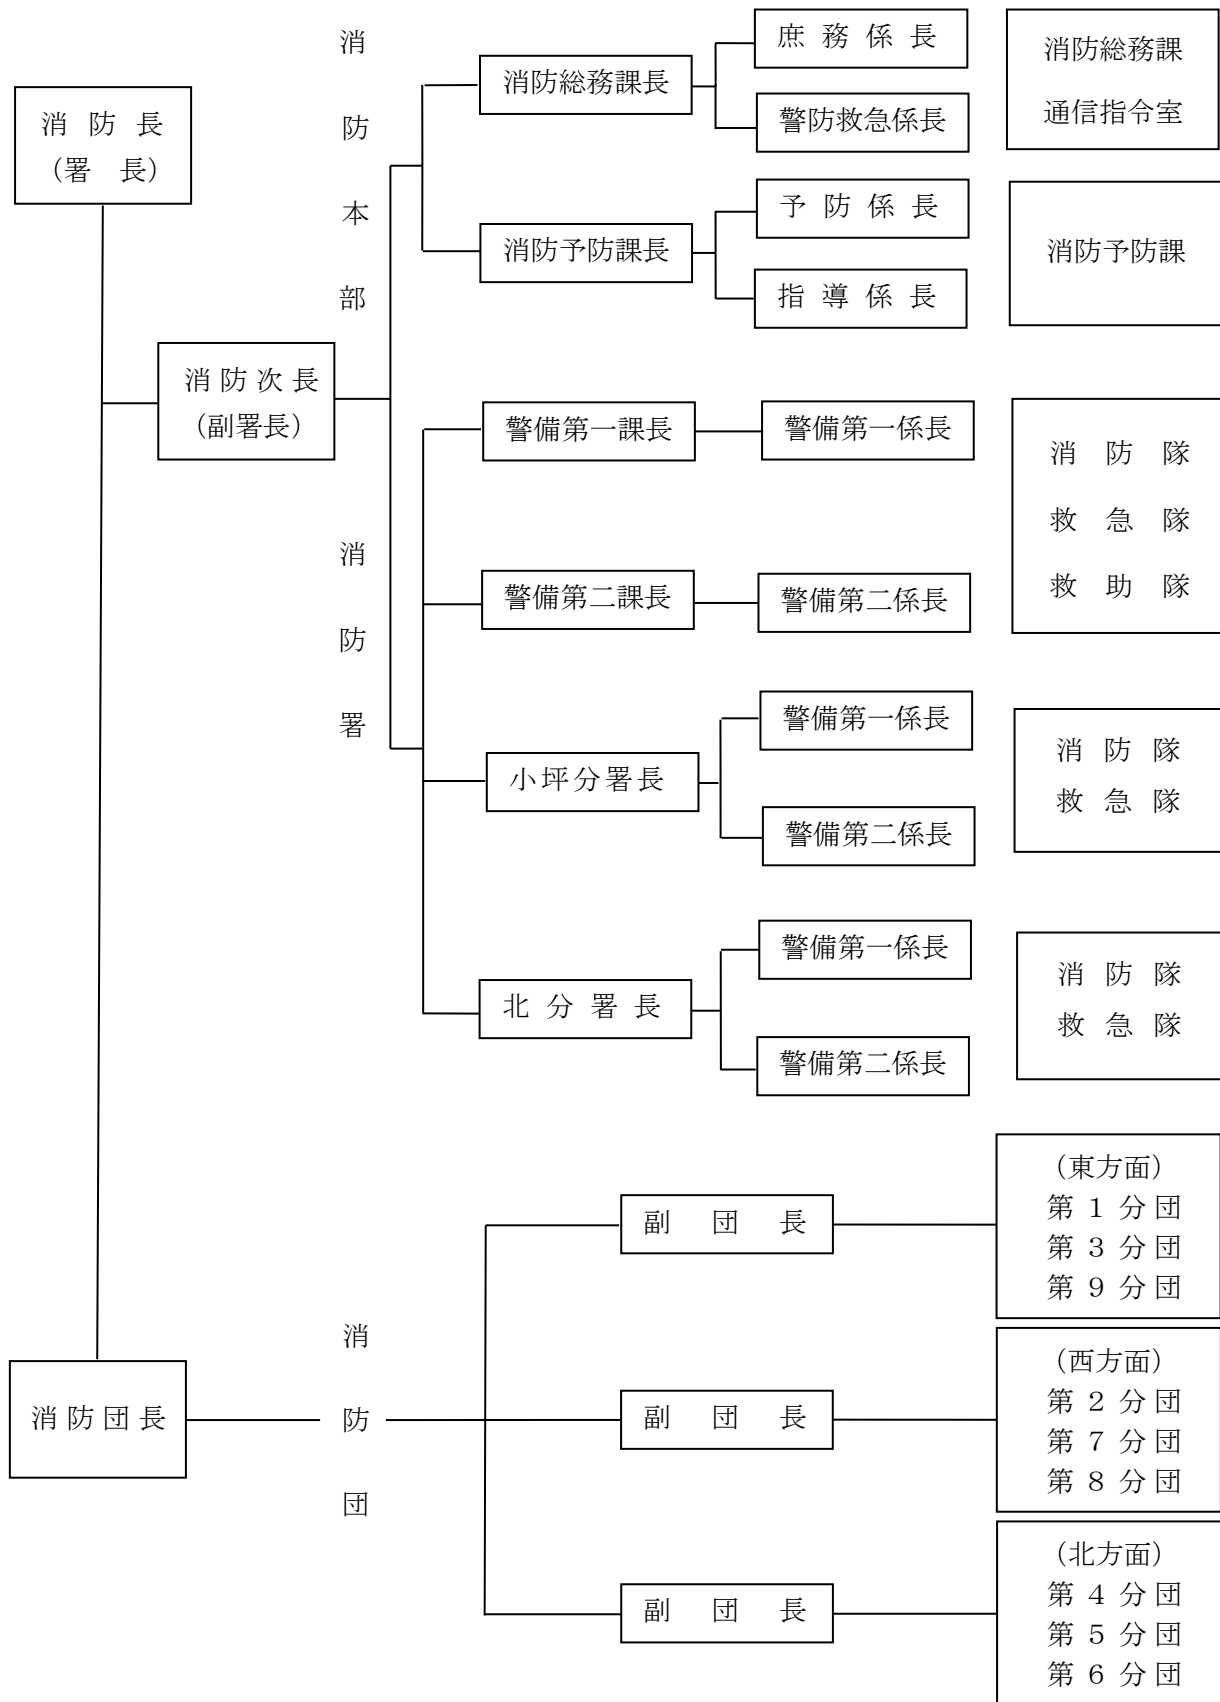 消防長
（署　長）
消防次長
（副署長）
消防本部
消防総務課長
庶務係長
警防救急係長
消防総務課
通信指令室
消防予防課長
予防係長
指導係長
消防予防課
消防署
警備第一課長
警備第一係長
警備第二課長
警備第二係長
消防隊
救急隊
救助隊
小坪分署長
警備第一係長
警備第二係長
消防隊
救急隊
北分署長
警備第一係長
警備第二係長
消防隊
救急隊
消防団長
消防団
副団長
（東方面）
第１分団
第３分団
第９分団
副団長
（西方面）
第２分団
第７分団
第８分団
副団長
（北方面）
第４分団
第５分団
第６分団